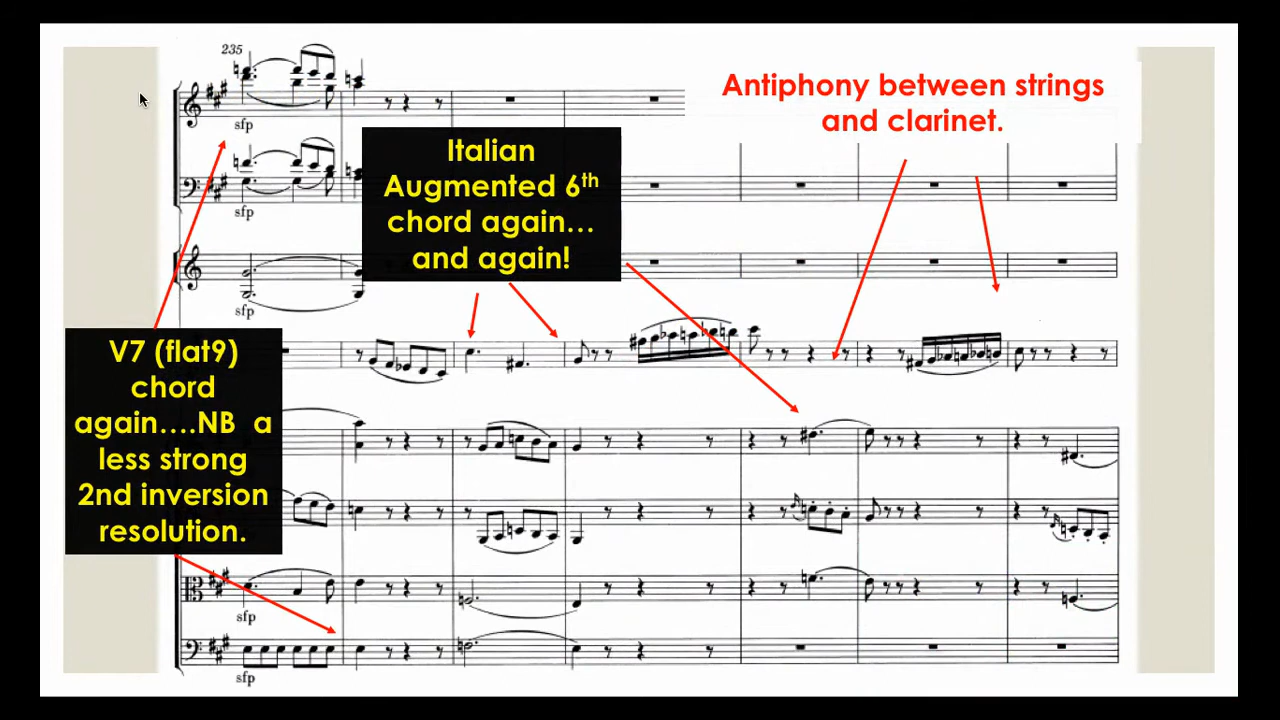 235
sfp
sfp
sfp
sfp
sfp
Antiphony between strings
and clarinet.
Italian
Augmented 6th
chord again…
and again!
V7 (flat9)
chord
again….NB a
less strong
2nd inversion
resolution.